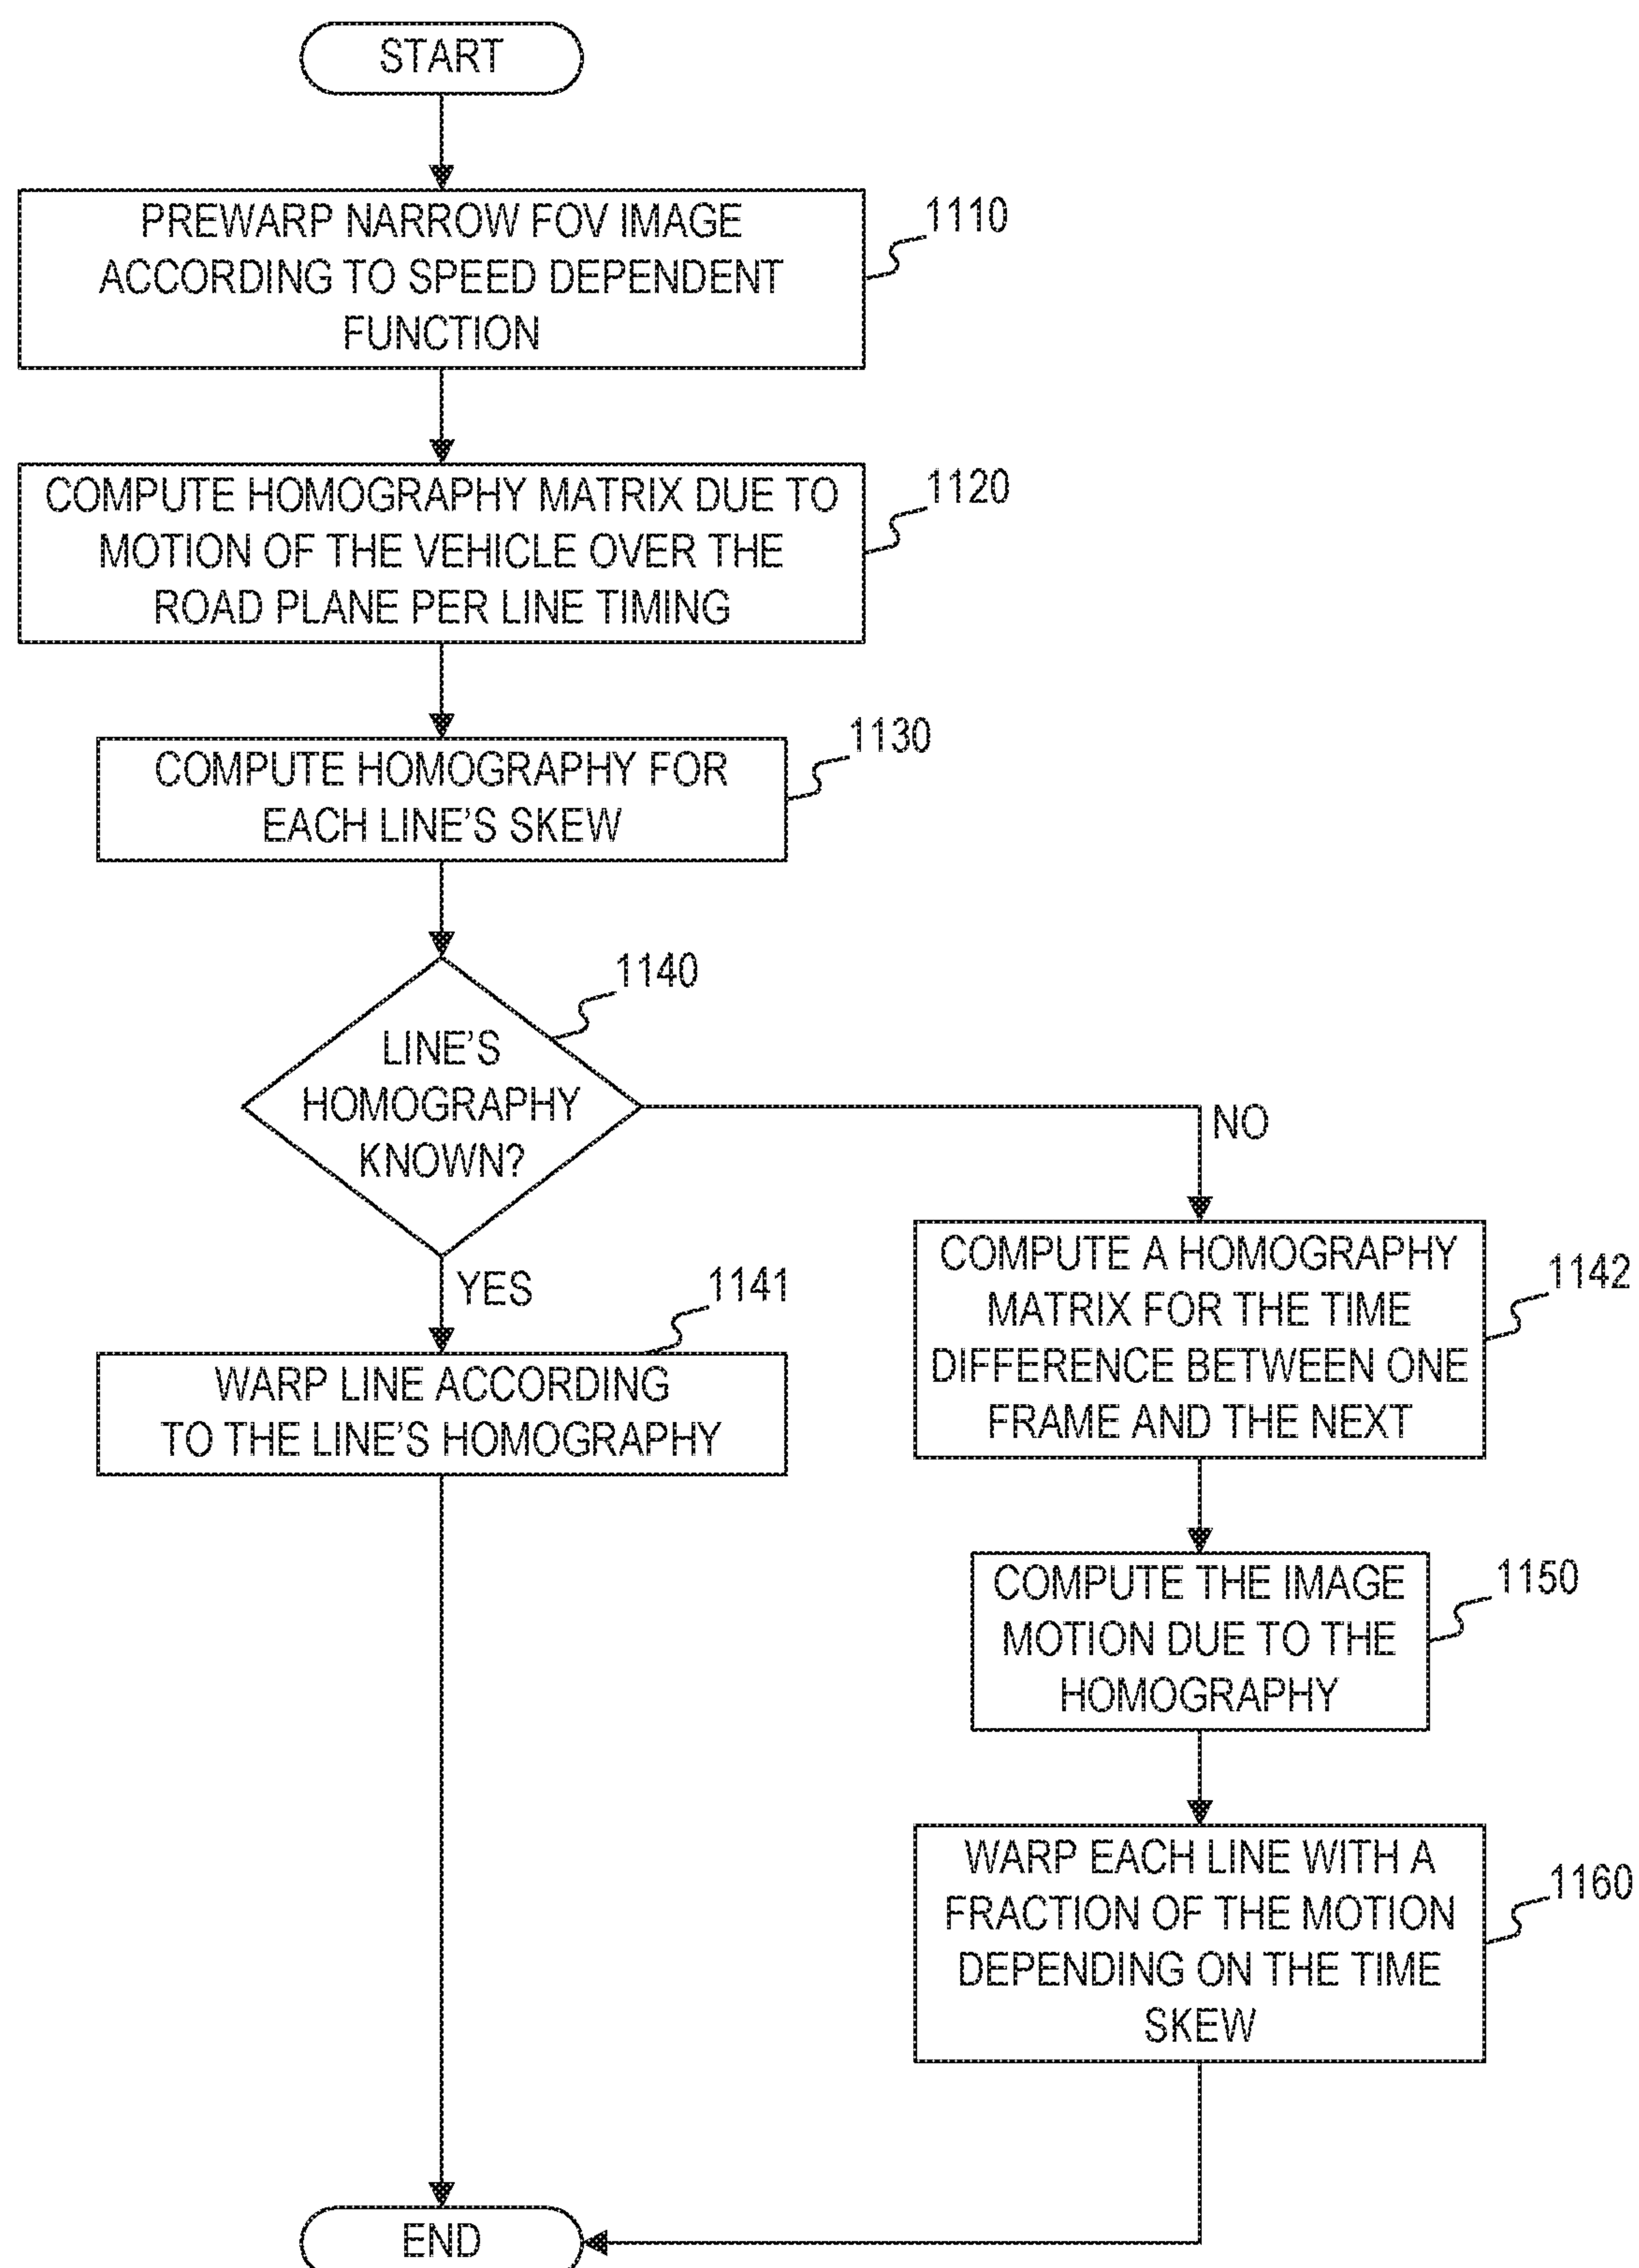 START
PREWARP NARROW FOV IMAGE
ACCORDING TO SPEED DEPENDENT
FUNCTION
1110
COMPUTE HOMOGRAPHY MATRIX DUE TO
MOTION OF THE VEHICLE OVER THE
ROAD PLANE PER LINE TIMING
1120
COMPUTE HOMOGRAPHY FOR
EACH LINE'S SKEW
1130
LINE'S
HOMOGRAPHY
KNOWN?
1140
YES
NO
WARP LINE ACCORDING
TO THE LINE'S HOMOGRAPHY
1141
COMPUTE A HOMOGRAPHY
MATRIX FOR THE TIME
DIFFERENCE BETWEEN ONE
FRAME AND THE NEXT
1142
COMPUTE THE IMAGE
MOTION DUE TO THE
HOMOGRAPHY
1150
WARP EACH LINE WITH A
FRACTION OF THE MOTION
DEPENDING ON THE TIME
SKEW
1160
END